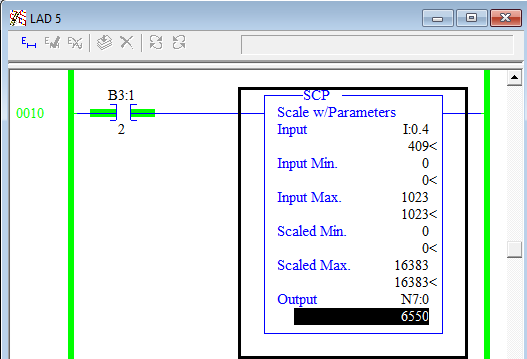 LAD 5
0010
B3:1
2
SCP
Scale w/Parameters
Input I:0.4
409<
Input Min. 0
0<
Input Max. 1023
1023<
Scaled Min. 0
0<
Scaled Max. 16383
16383<
Output N7:0
6550